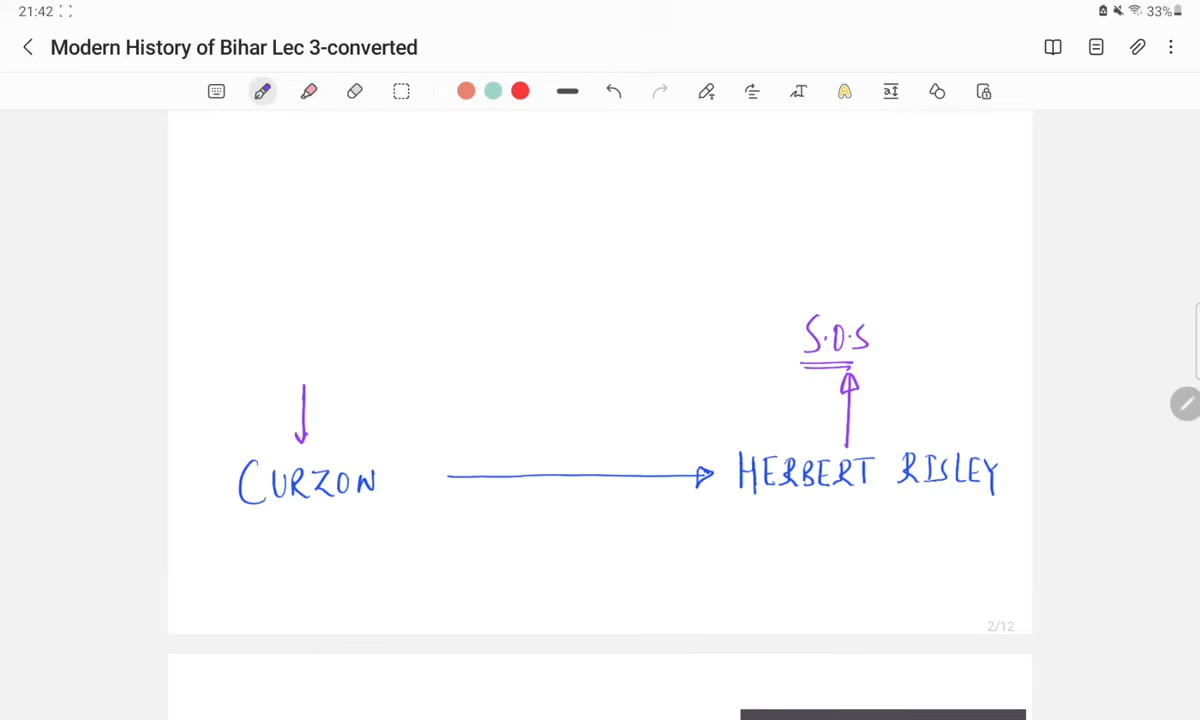 21:42
33%
Modern History of Bihar Lec 3-converted
S.O.S
CURZON
HERBERT RISLEY
2/12